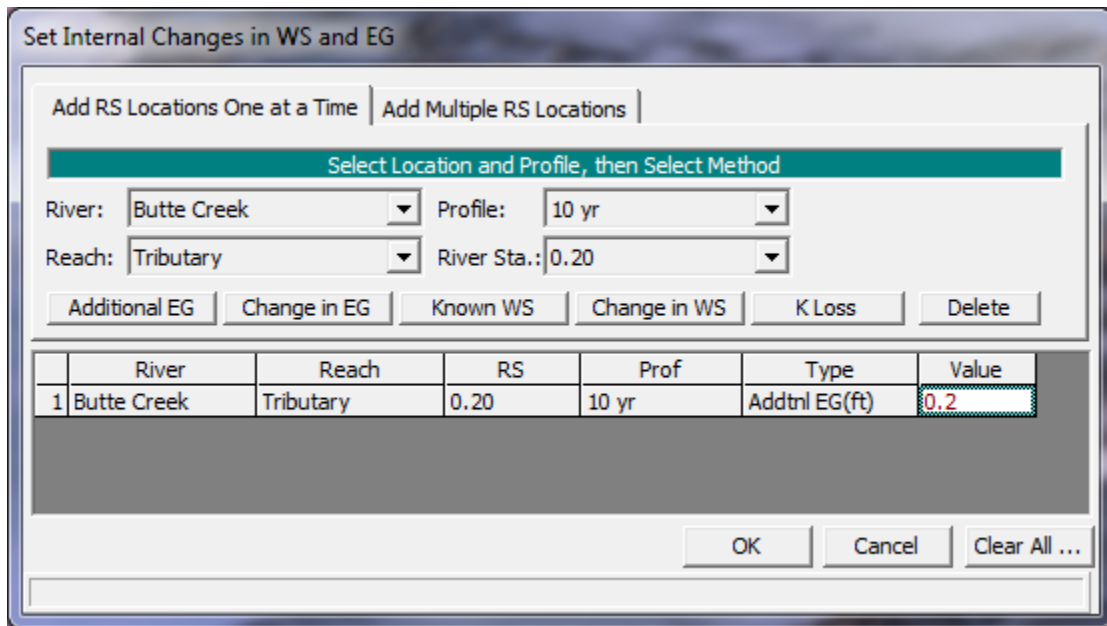 Set Internal Changes in WS and EG
Add RS Locations One at a Time Add Multiple RS Locations
Select Location and Profile, then Select Method
River: Butte Creek Profile: 10 yr
Reach: Tributary River Sta.: 0.20
Additional EG Change in EG Known WS Change in WS K Loss Delete
River Reach RS Prof Type Value
1 Butte Creek Tributary 0.20 10 yr Addtnl EG(ft) 0.2
OK Cancel Clear All ...